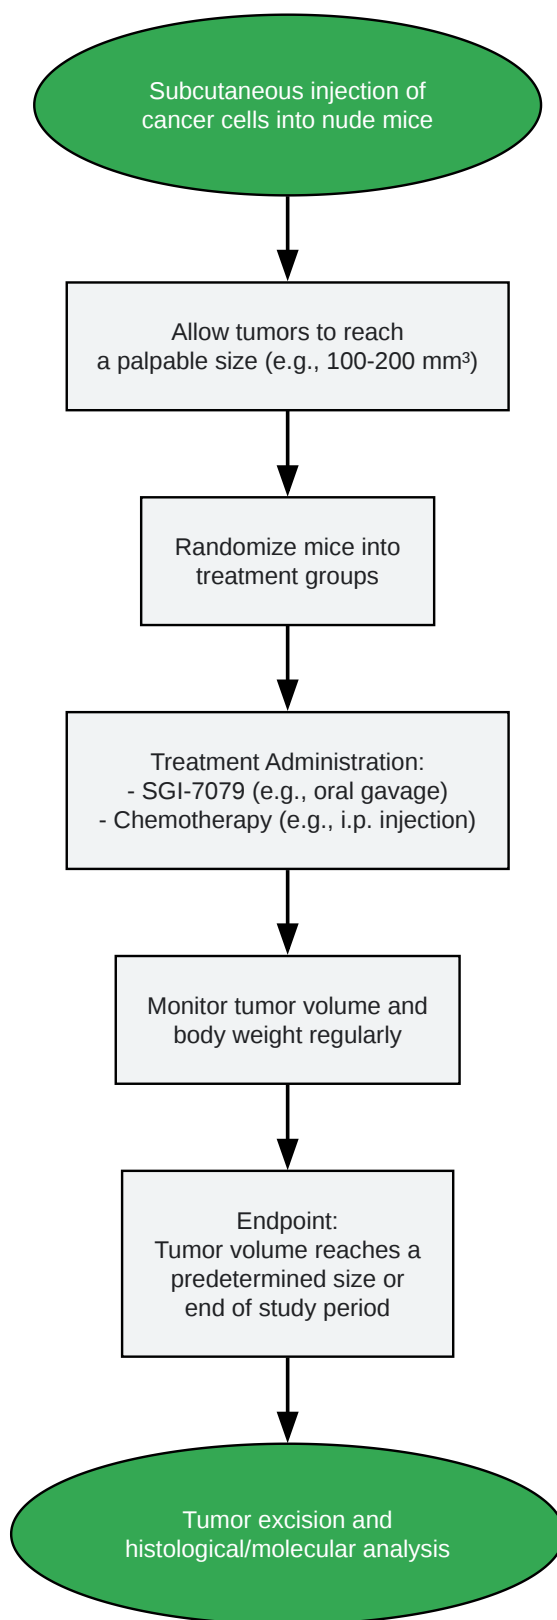 Subcutaneous injection of
cancer cells into nude mice
Allow tumors to reach
a palpable size (e.g., 100-200 mm³)
Randomize mice into
treatment groups
Treatment Administration:
- SGI-7079 (e.g., oral gavage)
- Chemotherapy (e.g., i.p. injection)
Monitor tumor volume and
body weight regularly
Endpoint:
Tumor volume reaches a
predetermined size or
end of study period
Tumor excision and
histological/molecular analysis